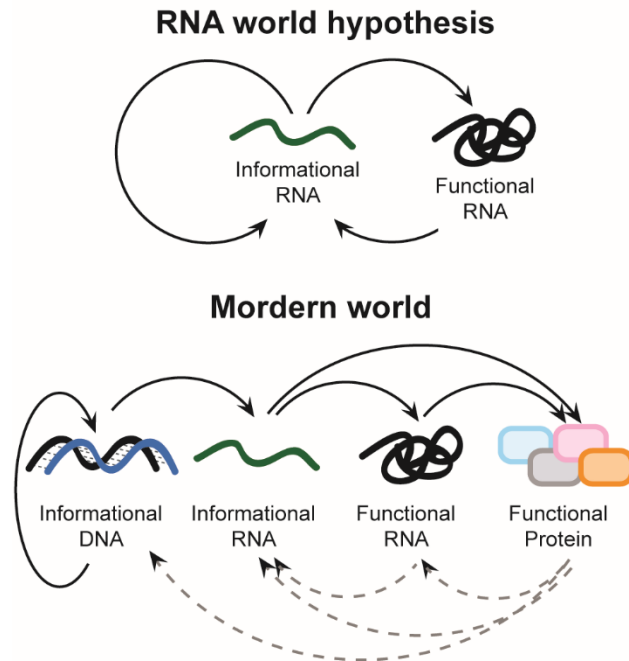 RNA world hypothesis
Informational
RNA
Functional
RNA
Mordern world
Informational
DNA
Informational
RNA
Functional
RNA
Functional
Protein